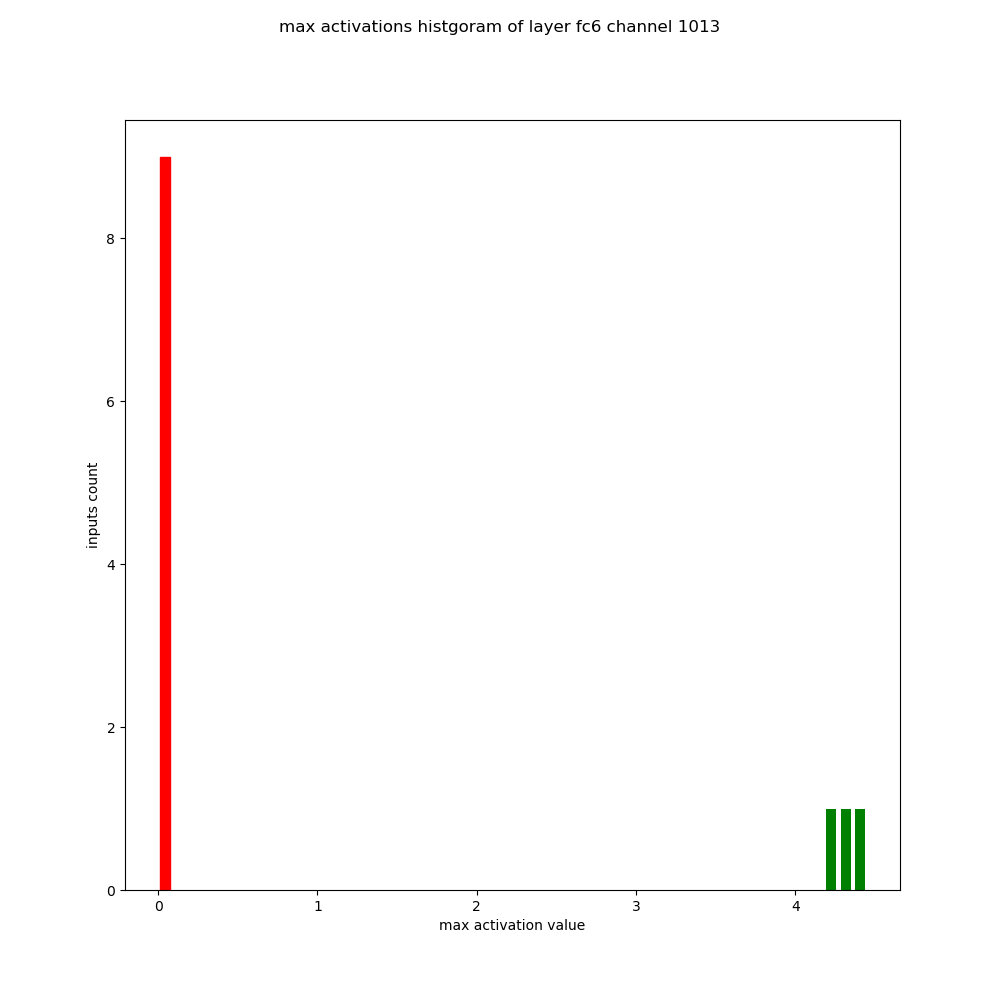 max activations histgoram of layer fc6 channel 1013
8
6
4
2
0
inputs count
0 1 2 3 4
max activation value